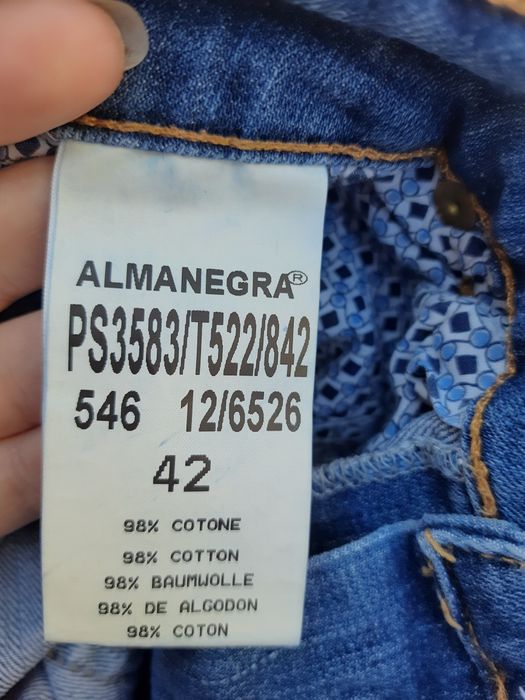 ALMANEGRA®
PS3583/T522/842
546 12/6526
42
98% COTONE
98% COTTON
98% BAUMWOLLE
98% DE ALGODON
98% COTON